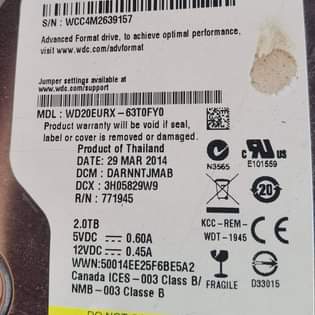 S/N : WCC4M2639157
Advanced Format drive, to achieve optimal performance,
visit www.wdc.com/advformat
Jumper settings available at
www.wdc.com/support
MDL : WD20EURX-63T0FY0
Product warranty will be void if seal,
label or cover is removed or damaged.
Product of Thailand
DATE: 29 MAR 2014
DCM : DARNNTJMAB
DCX : 3H05829W9
R/N : 771945
N3565
C US
E101559
20
2.0TB
5VDC 0.60A
12VDC 0.45A
WWN:50014EE25F6BE5A2
Canada ICES-003 Class B/
NMB-003 Classe B
KCC-REM-
WDT-1945
CE
FRAGILE
D33015